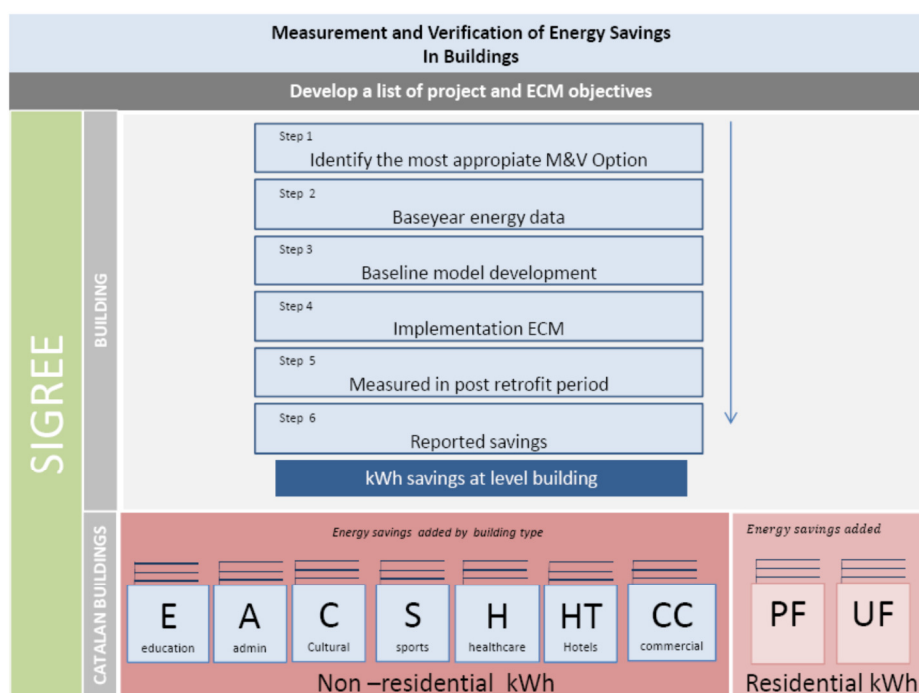 Measurement and Verification of Energy Savings
In Buildings
Develop a list of project and ECM objectives
SIGREE
BUILDING
Step 1
Identify the most appropiate M&V Option
Step 2
Baseyear energy data
Step 3
Baseline model development
Step 4
Implementation ECM
Step 5
Measured in post retrofit period
Step 6
Reported savings
kWh savings at level building
CATALAN BUILDINGS
Energy savings added by building type
E
education
A
admin
C
Cultural
S
sports
H
healthcare
HT
Hotels
CC
commercial
Non –residential kWh
Energy savings added
PF
UF
Residential kWh